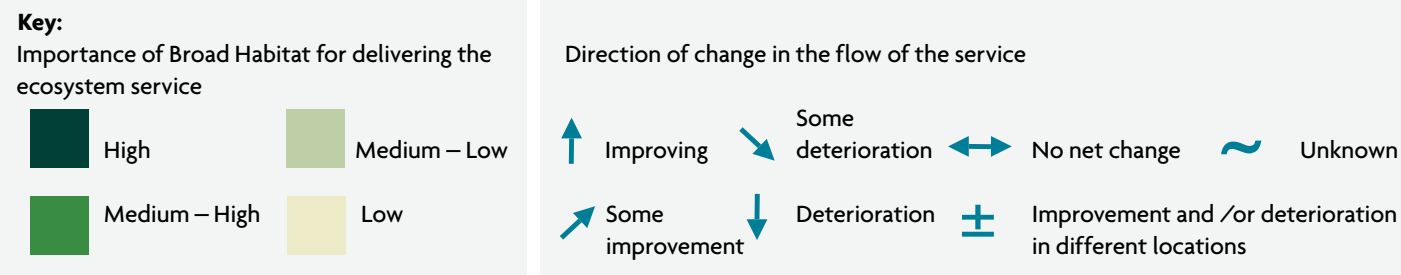 Key:
Importance of Broad Habitat for delivering the
ecosystem service
High
Medium – Low
Medium – High
Low
Direction of change in the flow of the service
Improving
Some
deterioration
No net change
Unknown
Some
improvement
Deterioration
Improvement and /or deterioration
in different locations